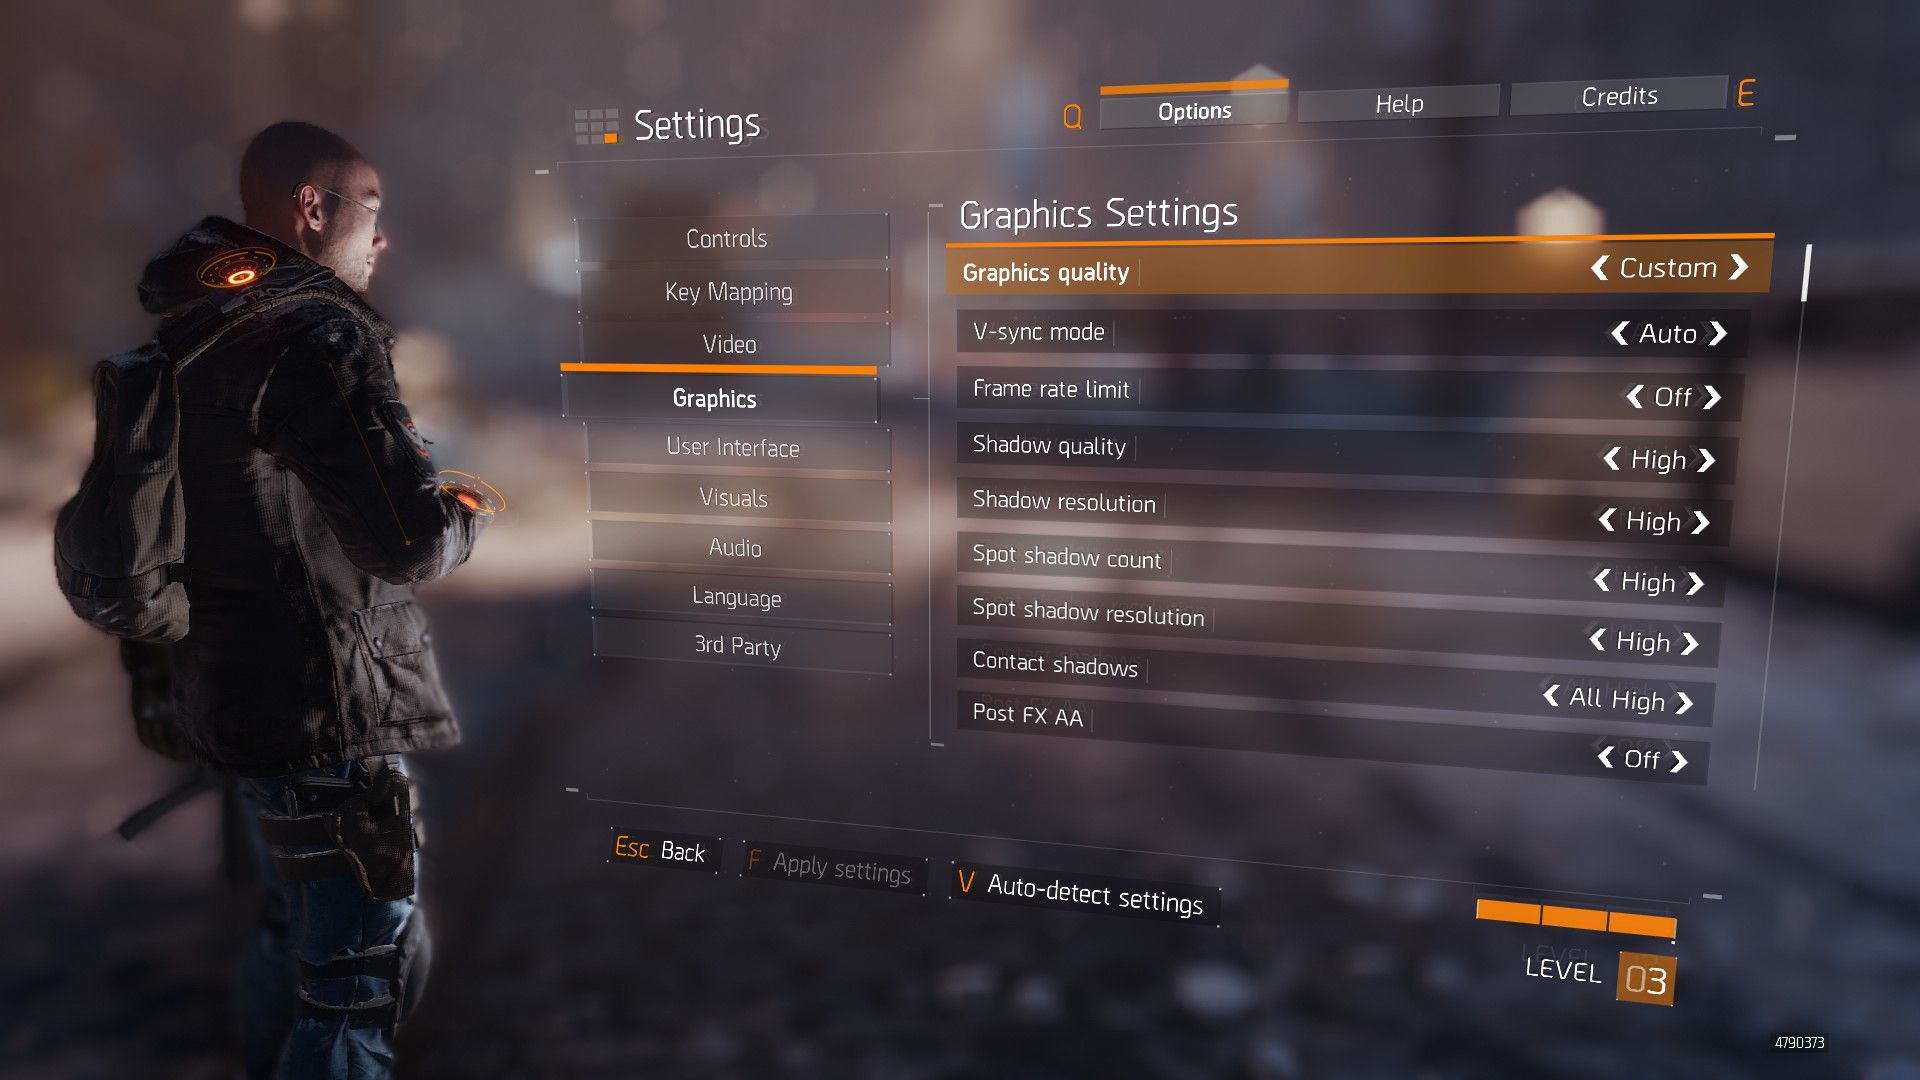 Settings
Q
Options
Help
Credits
E
Controls
Key Mapping
Video
Graphics
User Interface
Visuals
Audio
Language
3rd Party
Graphics Settings
Graphics quality
Custom
V-sync mode
Auto
Frame rate limit
Off
Shadow quality
High
Shadow resolution
High
Spot shadow count
High
Spot shadow resolution
High
Contact shadows
All High
Post FX AA
Off
Esc Back
F Apply settings
V Auto-detect settings
LEVEL 03
4790373